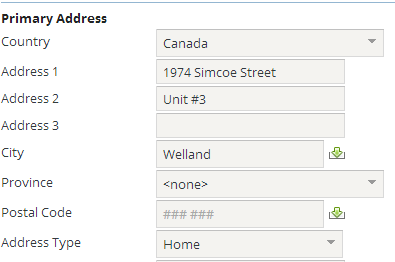 Primary Address
Country Canada
Address 1 1974 Simcoe Street
Address 2 Unit #3
Address 3
City Welland
Province <none>
Postal Code ### ###
Address Type Home